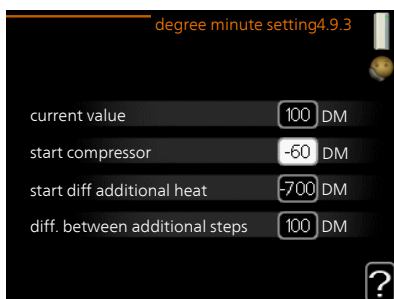 degree minute setting4.9.3
current value 100 DM
start compressor -60 DM
start diff additional heat -700 DM
diff. between additional steps 100 DM
?